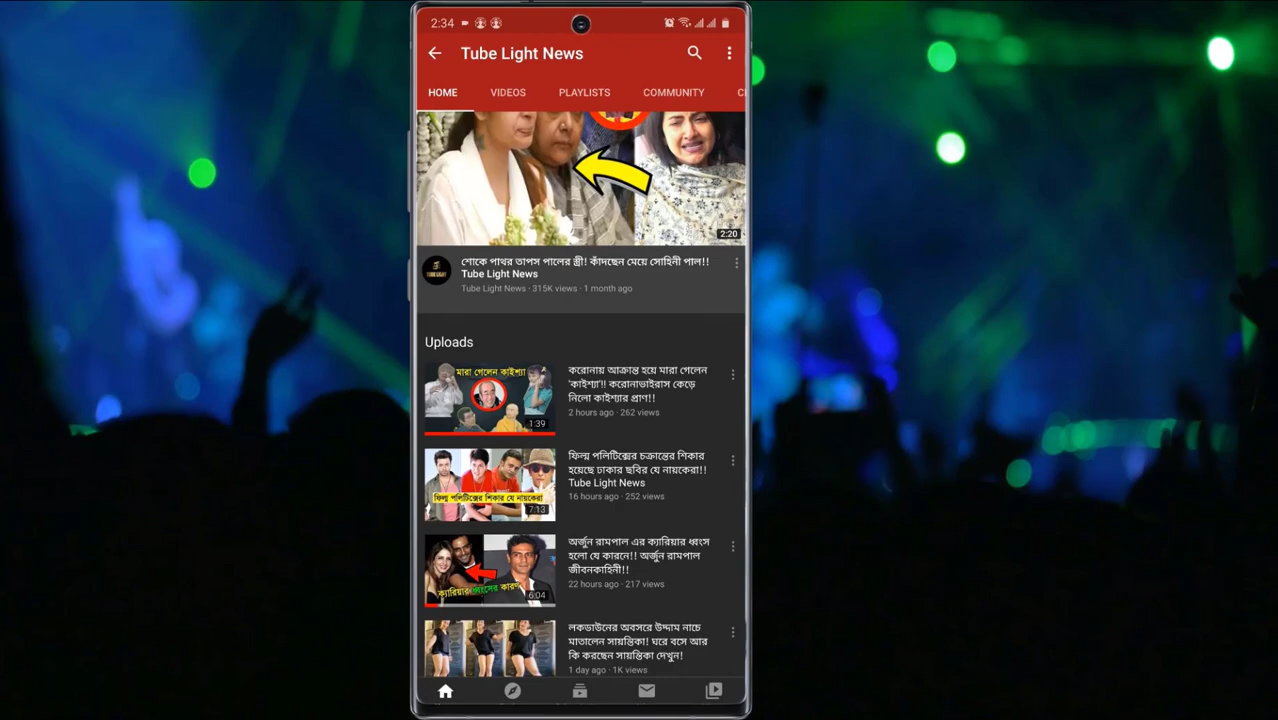 2:34
Tube Light News
HOME VIDEOS PLAYLISTS COMMUNITY
2:20
শোকে পাথর তাপস পালের স্ত্রী! কাঁদছেন মেয়ে সোহিনী পাল!!
Tube Light News
Tube Light News · 315K views · 1 month ago
TUBE LIGHT
Uploads
মারা গেলেন কাইশ্যা
1:39
করোনায় আক্রান্ত হয়ে মারা গেলেন
'কাইশ্যা'!! করোনাভাইরাস কেড়ে
নিলো কাইশ্যার প্রাণ!!
2 hours ago · 262 views
ফিল্ম পলিটিক্সের শিকার যে নায়কেরা
7:13
ফিল্ম পলিটিক্সের চক্রান্তের শিকার
হয়েছে ঢাকার ছবির যে নায়কেরা!!
Tube Light News
16 hours ago · 252 views
ক্যারিয়ার ধ্বংসের কারণ
6:04
অর্জুন রামপাল এর ক্যারিয়ার ধ্বংস
হলো যে কারনে!! অর্জুন রামপাল
জীবনকাহিনী!!
22 hours ago · 217 views
লকডাউনের অবসরে উদ্দাম নাচে
মাতালেন সায়ন্তিকা! ঘরে বসে আর
কি করছেন সায়ন্তিকা দেখুন!
1 day ago · 1K views